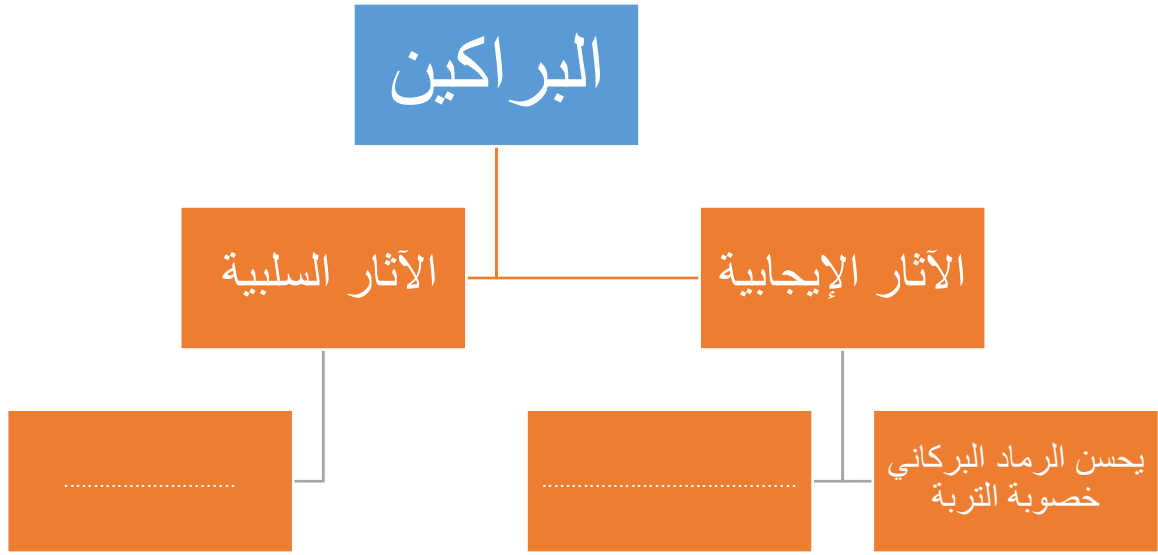 البراكين
الآثار الإيجابية
الآثار السلبية
يحسن الرماد البركاني
خصوبة التربة
...........................................
.............................